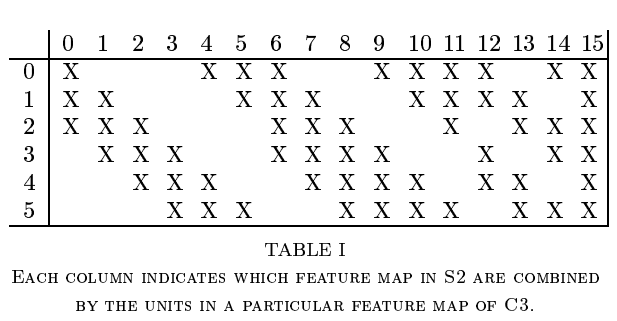 0 1 2 3 4 5 6 7 8 9 10 11 12 13 14 15
0 X X X X X X X X X X
1 X X X X X X X X X X
2 X X X X X X X X X X
3 X X X X X X X X X X
4 X X X X X X X X X X
5 X X X X X X X X X X
TABLE I
Each column indicates which feature map in S2 are combined
by the units in a particular feature map of C3.